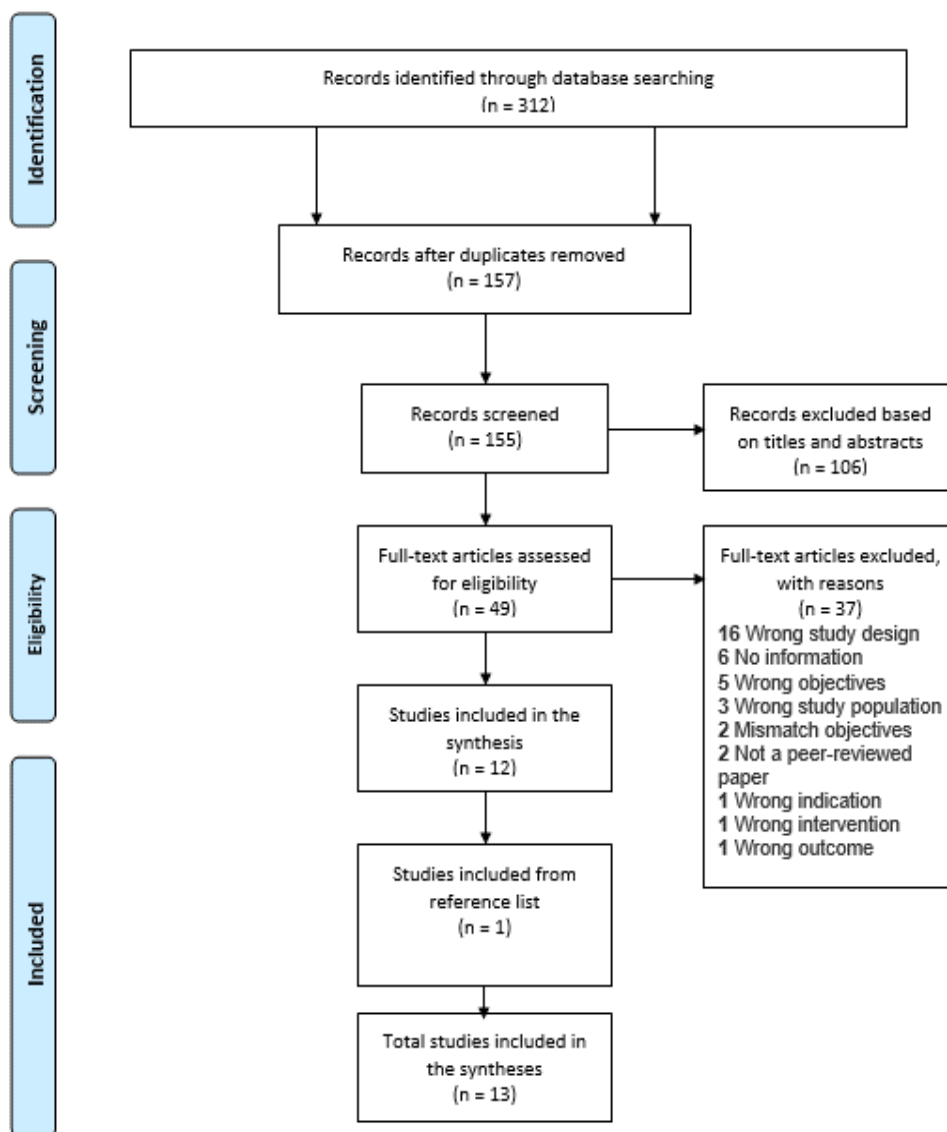 Identification
Records identified through database searching
(n = 312)
Records after duplicates removed
(n = 157)
Screening
Records screened
(n = 155)
Records excluded based
on titles and abstracts
(n = 106)
Eligibility
Full-text articles assessed
for eligibility
(n = 49)
Full-text articles excluded,
with reasons
(n = 37)
16 Wrong study design
6 No information
5 Wrong objectives
3 Wrong study population
2 Mismatch objectives
2 Not a peer-reviewed
paper
1 Wrong indication
1 Wrong intervention
1 Wrong outcome
Studies included in the
synthesis
(n = 12)
Included
Studies included from
reference list
(n = 1)
Total studies included in
the syntheses
(n = 13)